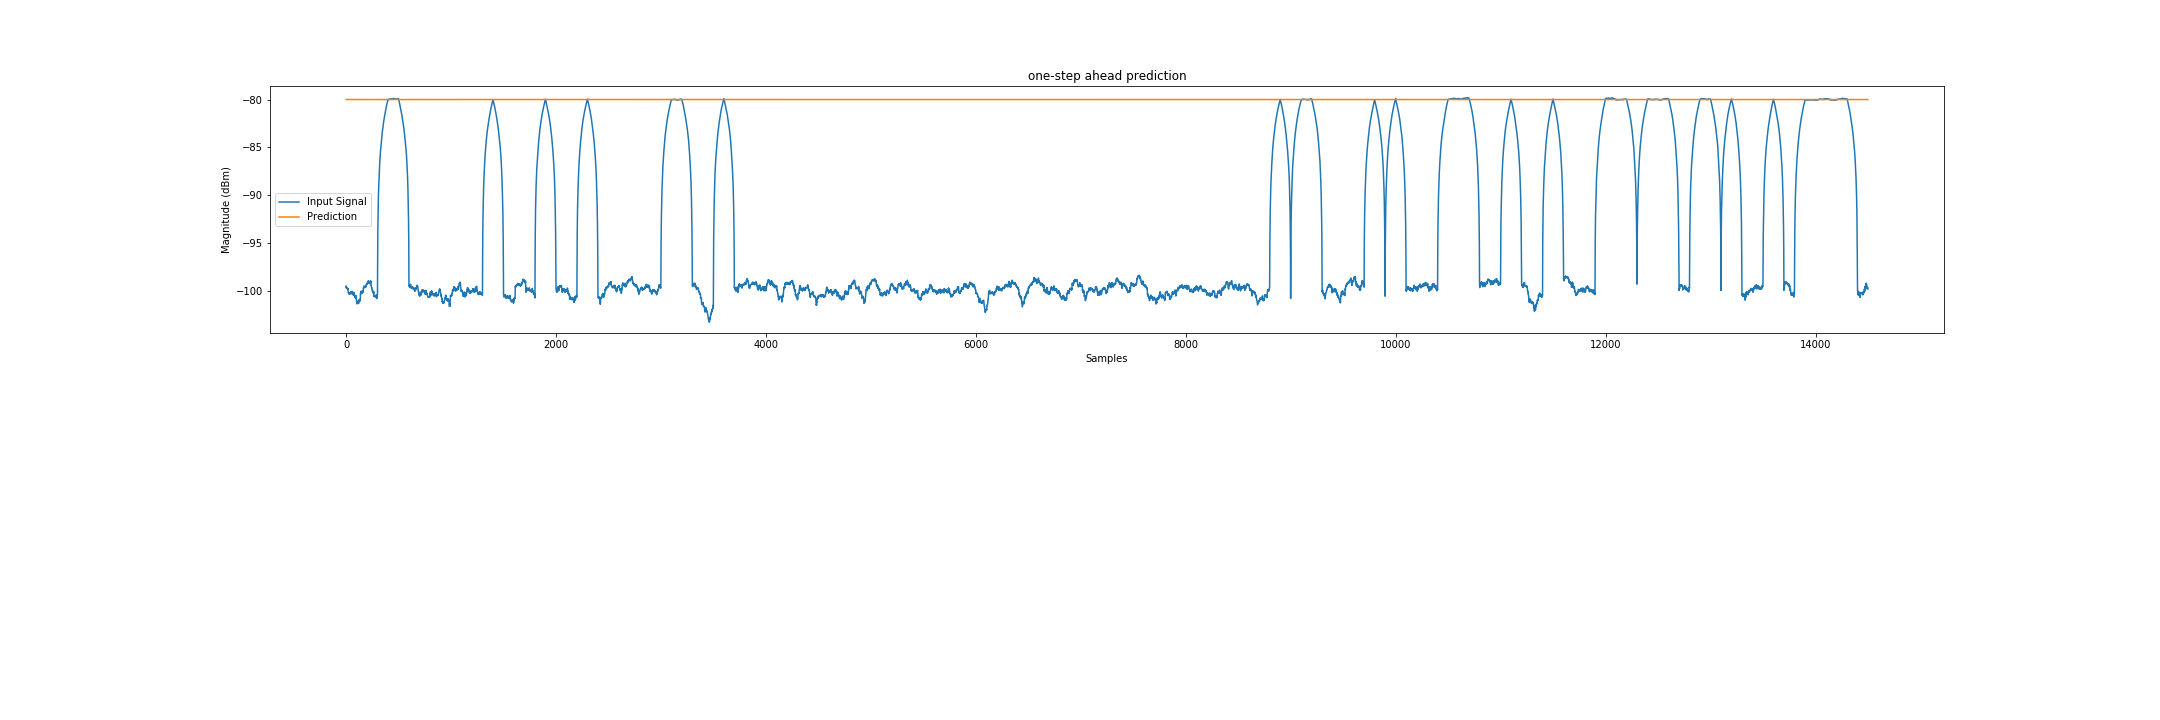 one-step ahead prediction
Magnitude (dBm)
−80
−85
−90
−95
−100
Input Signal
Prediction
0 2000 4000 6000 8000 10000 12000 14000
Samples